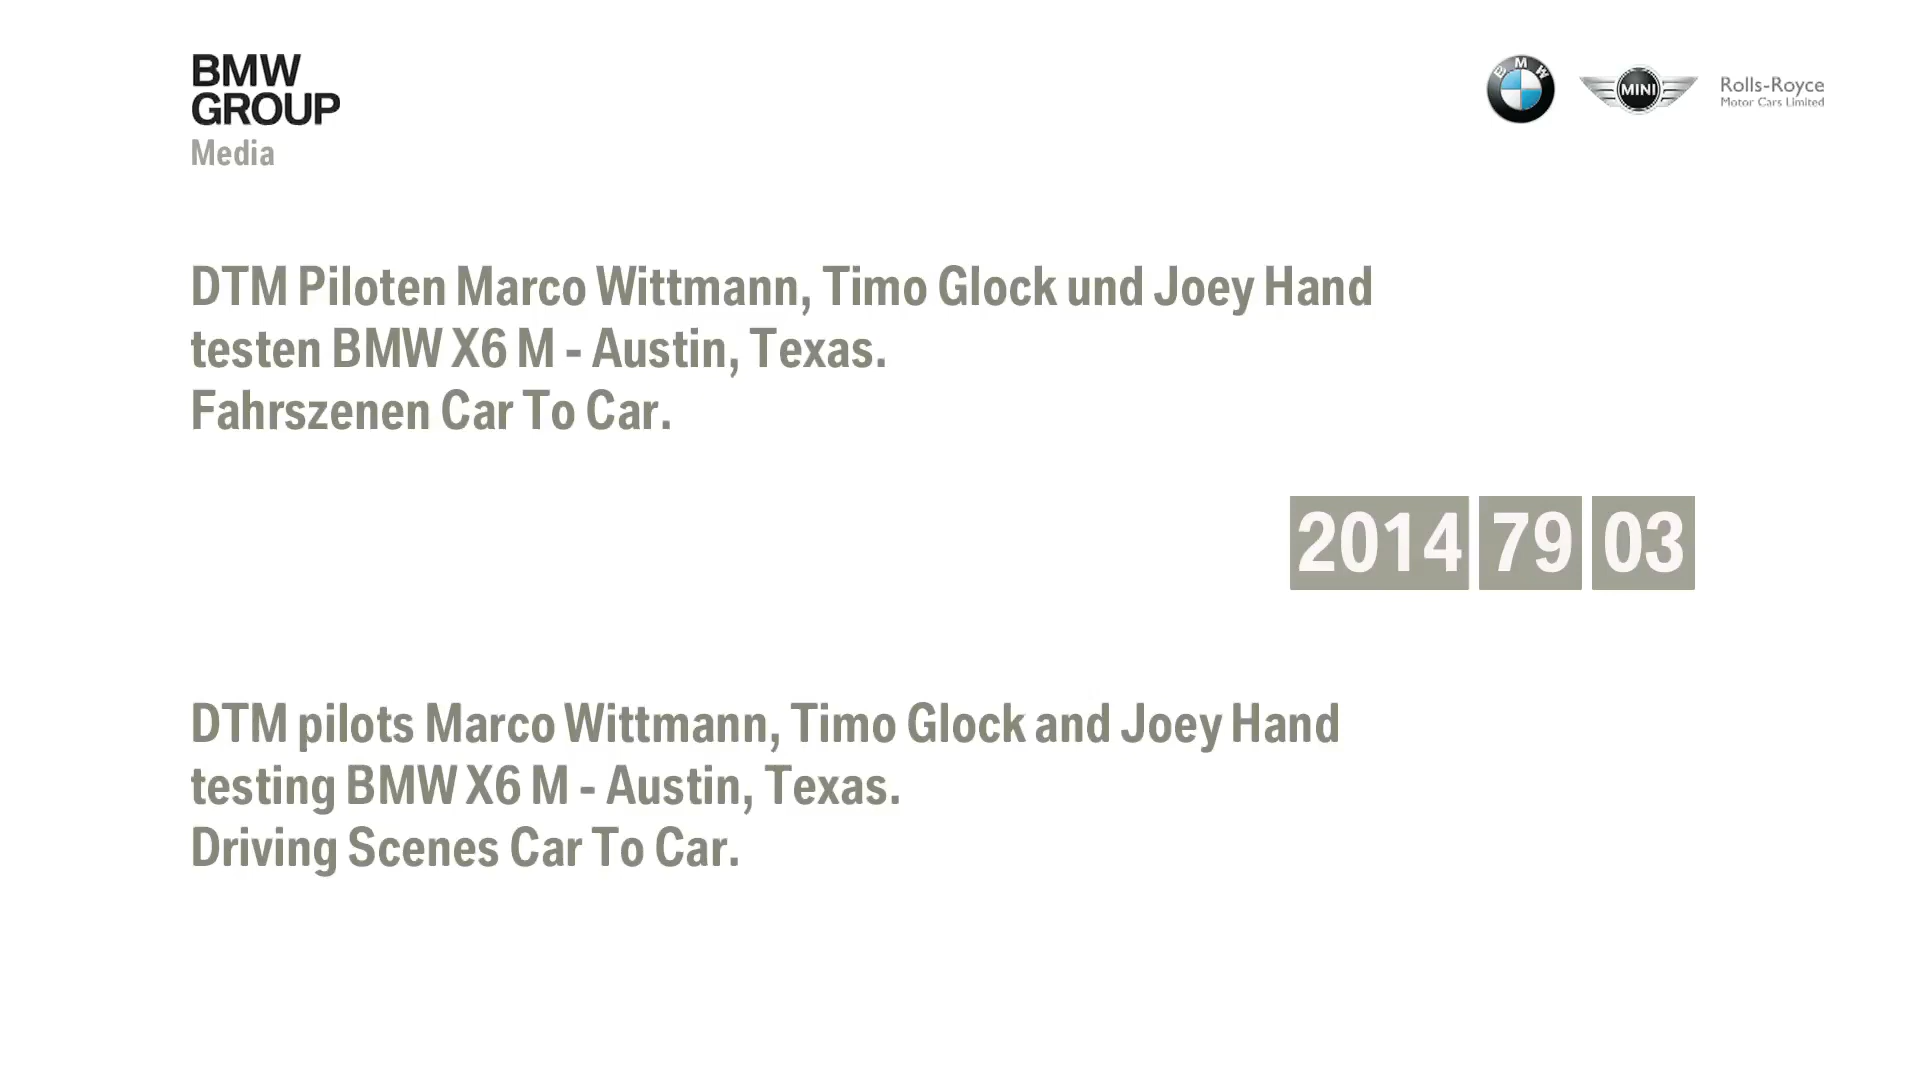 BMW
GROUP
Media
BMW
MINI
Rolls-Royce
Motor Cars Limited
DTM Piloten Marco Wittmann, Timo Glock und Joey Hand
testen BMW X6 M - Austin, Texas.
Fahrszenen Car To Car.
2014 79 03
DTM pilots Marco Wittmann, Timo Glock and Joey Hand
testing BMW X6 M - Austin, Texas.
Driving Scenes Car To Car.